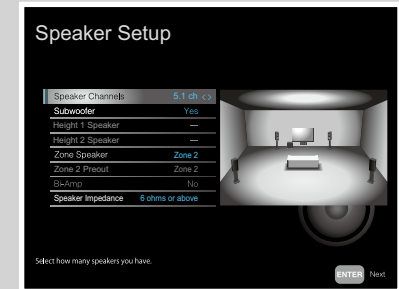 Speaker Setup
Speaker Channels 5.1 ch <>
Subwoofer Yes
Height 1 Speaker —
Height 2 Speaker —
Zone Speaker Zone 2
Zone 2 Preout Zone 2
Bi-Amp No
Speaker Impedance 6 ohms or above
Select how many speakers you have.
ENTER Next